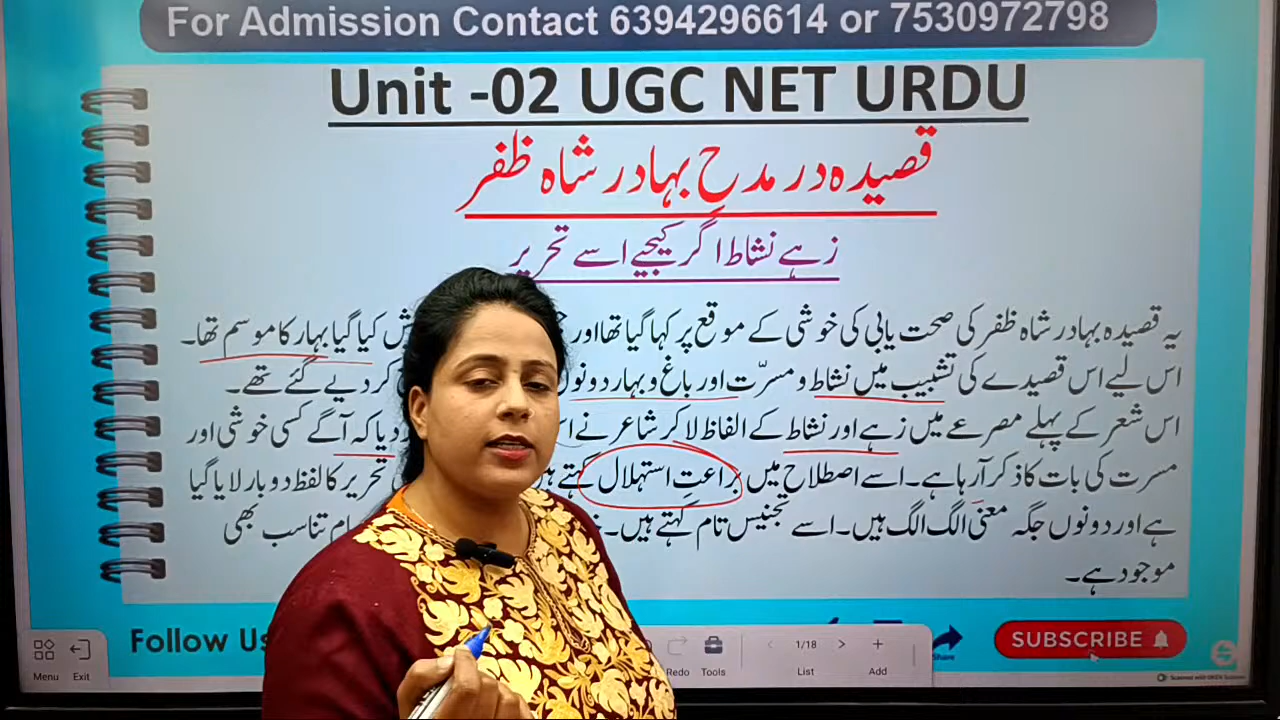 For Admission Contact 6394296614 or 7530972798
Unit -02 UGC NET URDU
قصیدہ در مدحِ بہادر شاہ ظفر
زہے نشاط اگر کیجیے اسے تحریر
یہ قصیدہ بہادر شاہ ظفر کی صحت یابی کی خوشی کے موقع پر کہا گیا تھا اور کیا گیا بہار کا موسم تھا۔
اس لیے اس قصیدے کی تشبیب میں نشاط و مسرّت اور باغ و بہار دونوں کر دیے گئے تھے۔
اس شعر کے پہلے مصرعے میں زہے اور نشاط کے الفاظ لا کر شاعر نے دیا کہ آگے کسی خوشی اور
مسرت کی بات کا ذکر آ رہا ہے۔ اسے اصطلاح میں براعتِ استہلال کہتے ہیں تحریر کا لفظ دو بار لایا گیا
ہے اور دونوں جگہ معنیٰ الگ الگ ہیں۔ اسے تجنیس تام کہتے ہیں۔ تناسب بھی
موجود ہے۔
Follow Us
Share
SUBSCRIBE
Menu Exit Redo Tools 1/18 List Add